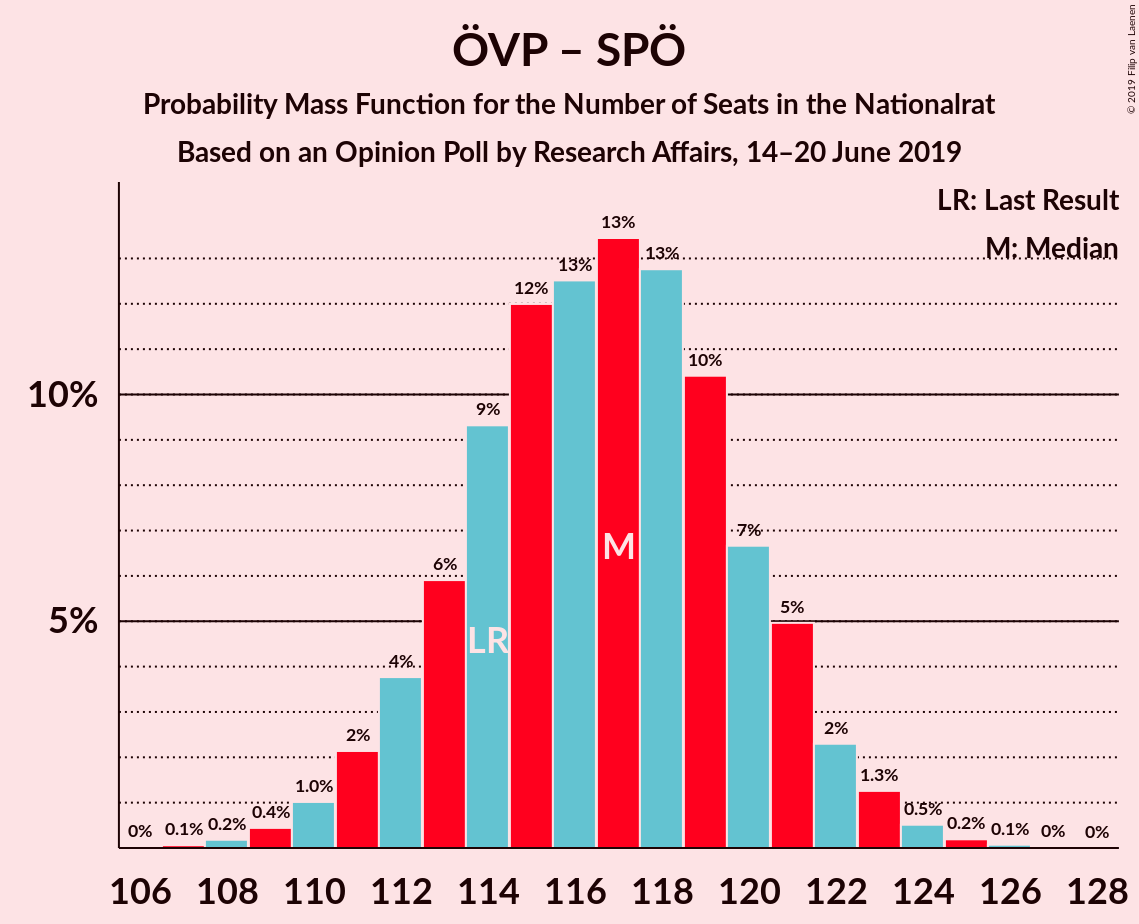 ÖVP – SPÖ
Probability Mass Function for the Number of Seats in the Nationalrat
Based on an Opinion Poll by Research Affairs, 14–20 June 2019
© 2019 Filip van Laenen
LR: Last Result
M: Median
10%
5%
0%
0.1%
0.2%
0.4%
1.0%
2%
4%
6%
9%
12%
13%
13%
13%
10%
7%
5%
2%
1.3%
0.5%
0.2%
0.1%
0%
0%
LR
M
106 108 110 112 114 116 118 120 122 124 126 128